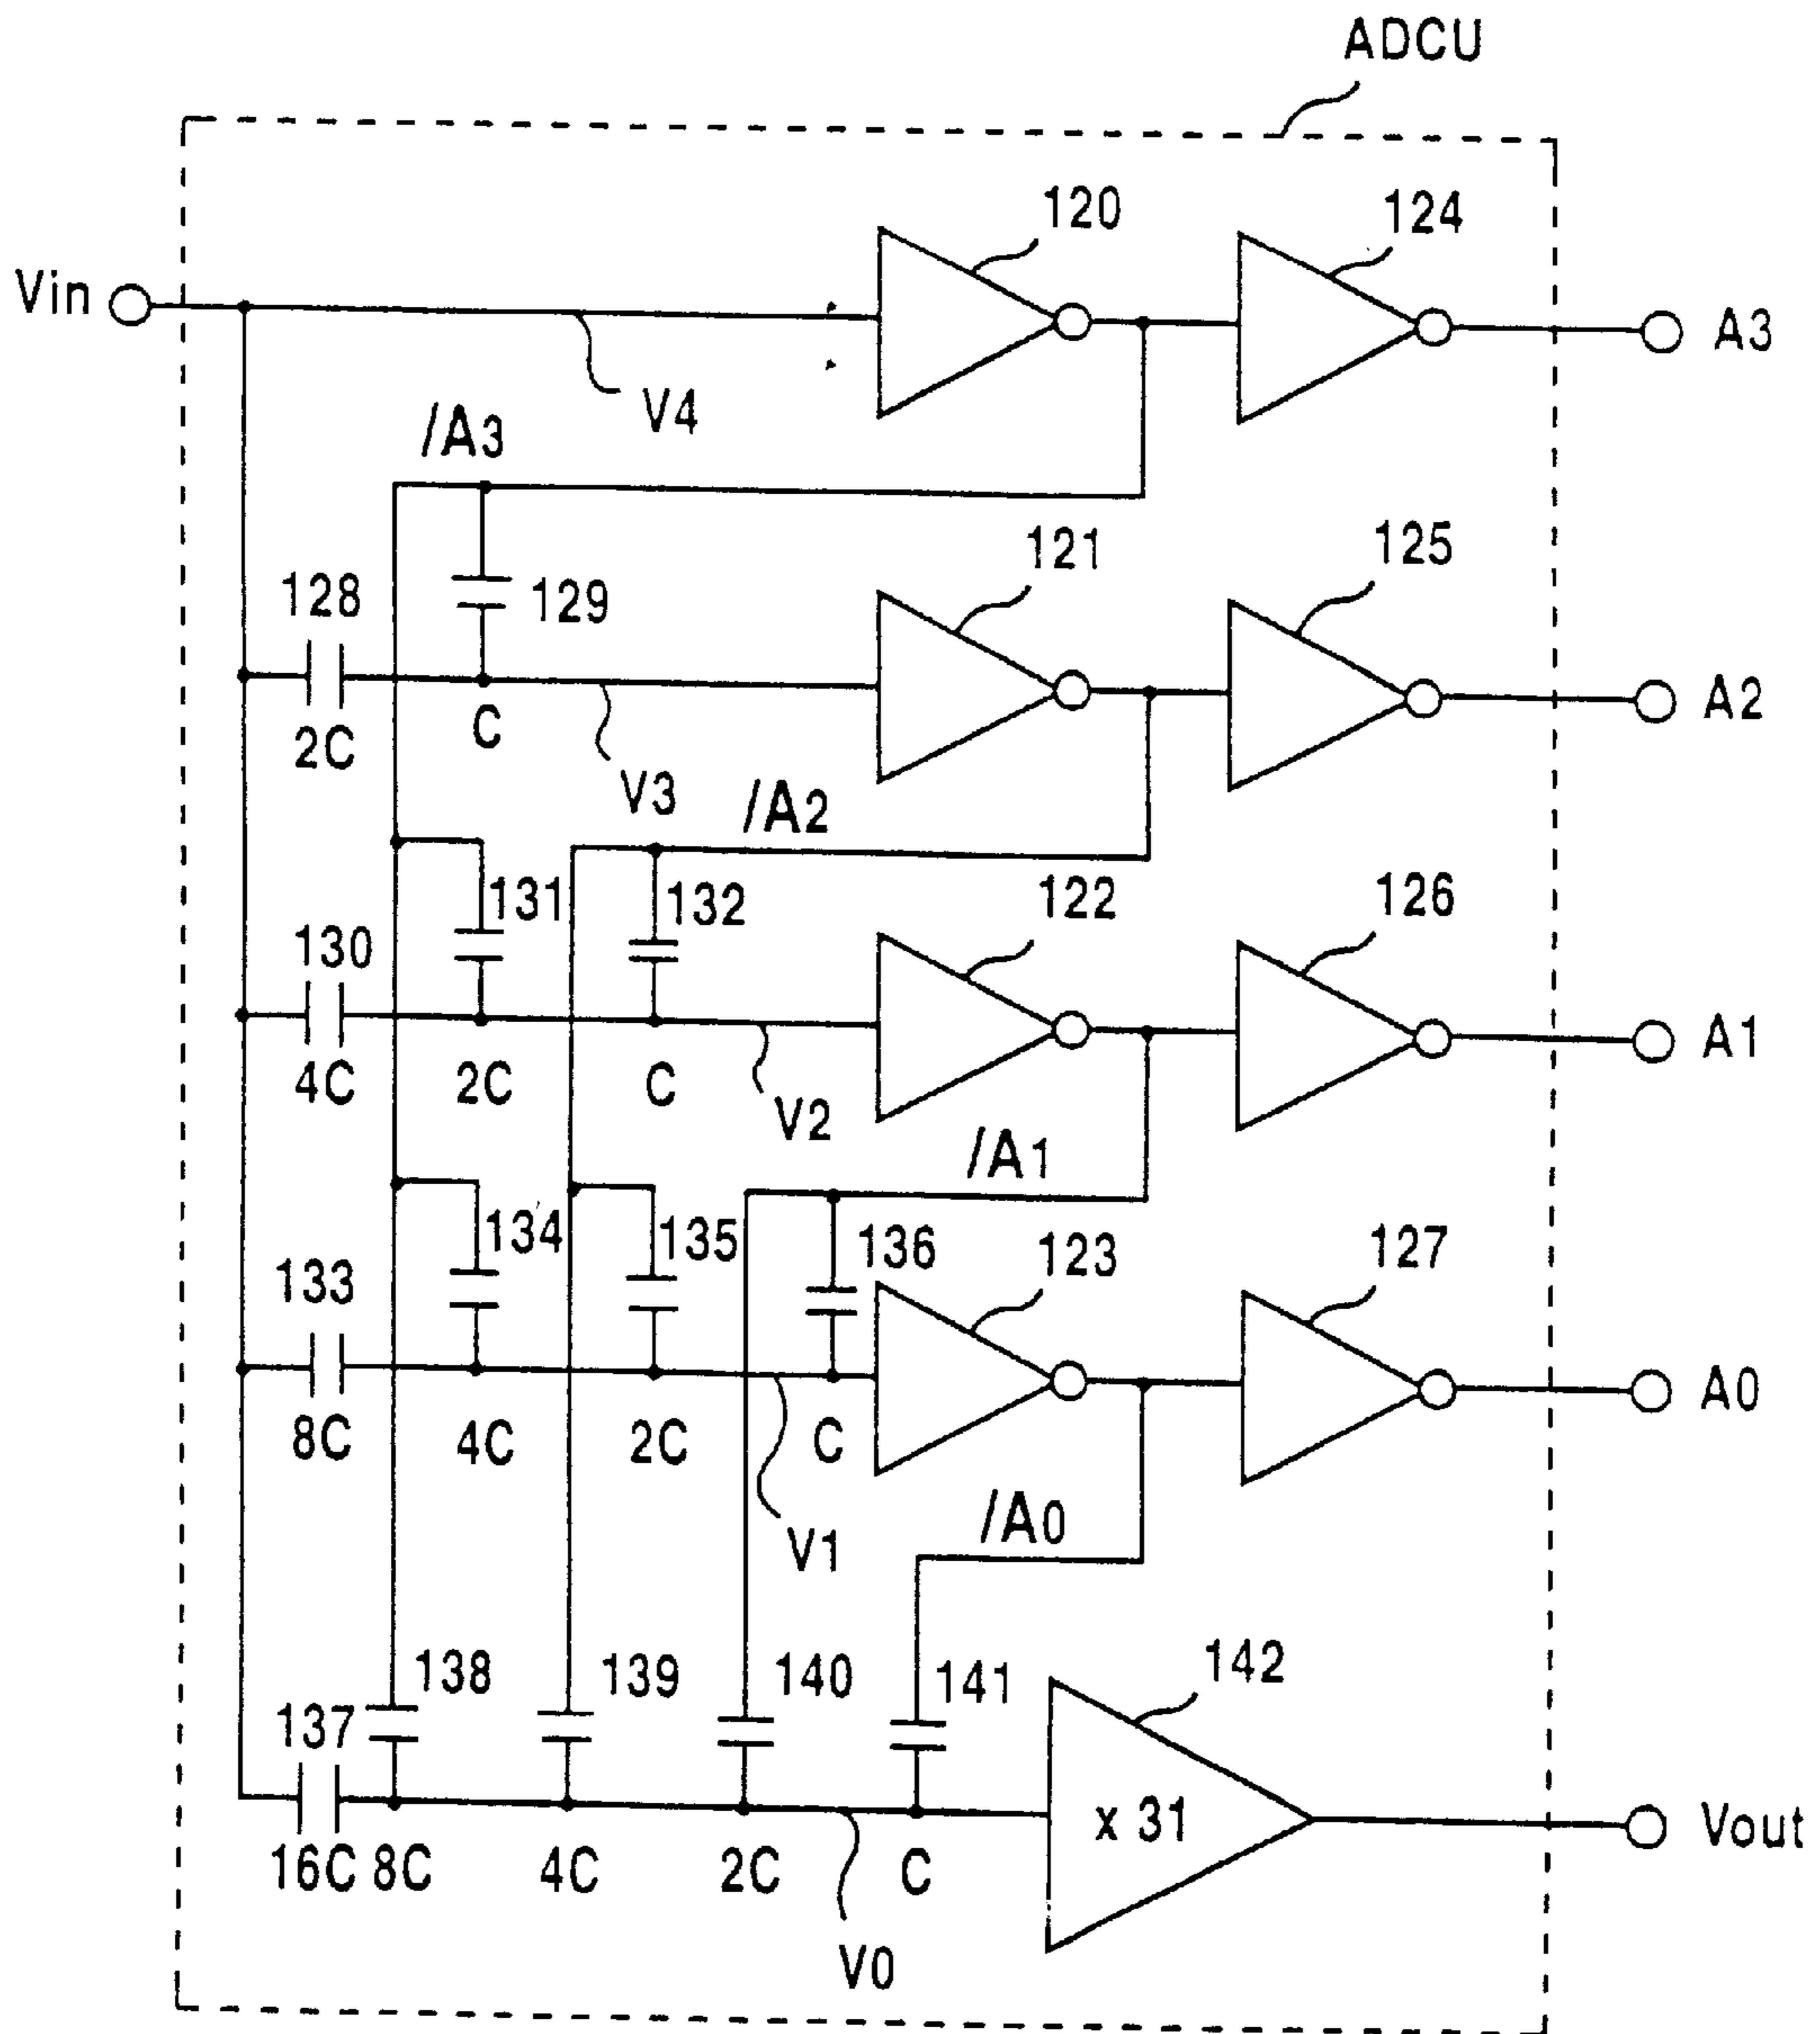 ADCU
120
124
Vin
A3
V4
/A3
121
125
128
129
A2
2C
C
V3
/A2
122
126
131
132
130
A1
4C
2C
C
V2
/A1
134
135
136
123
127
133
A0
8C
4C
2C
C
V1
/A0
138
139
140
141
142
137
x 31
Vout
16C
8C
4C
2C
C
V0